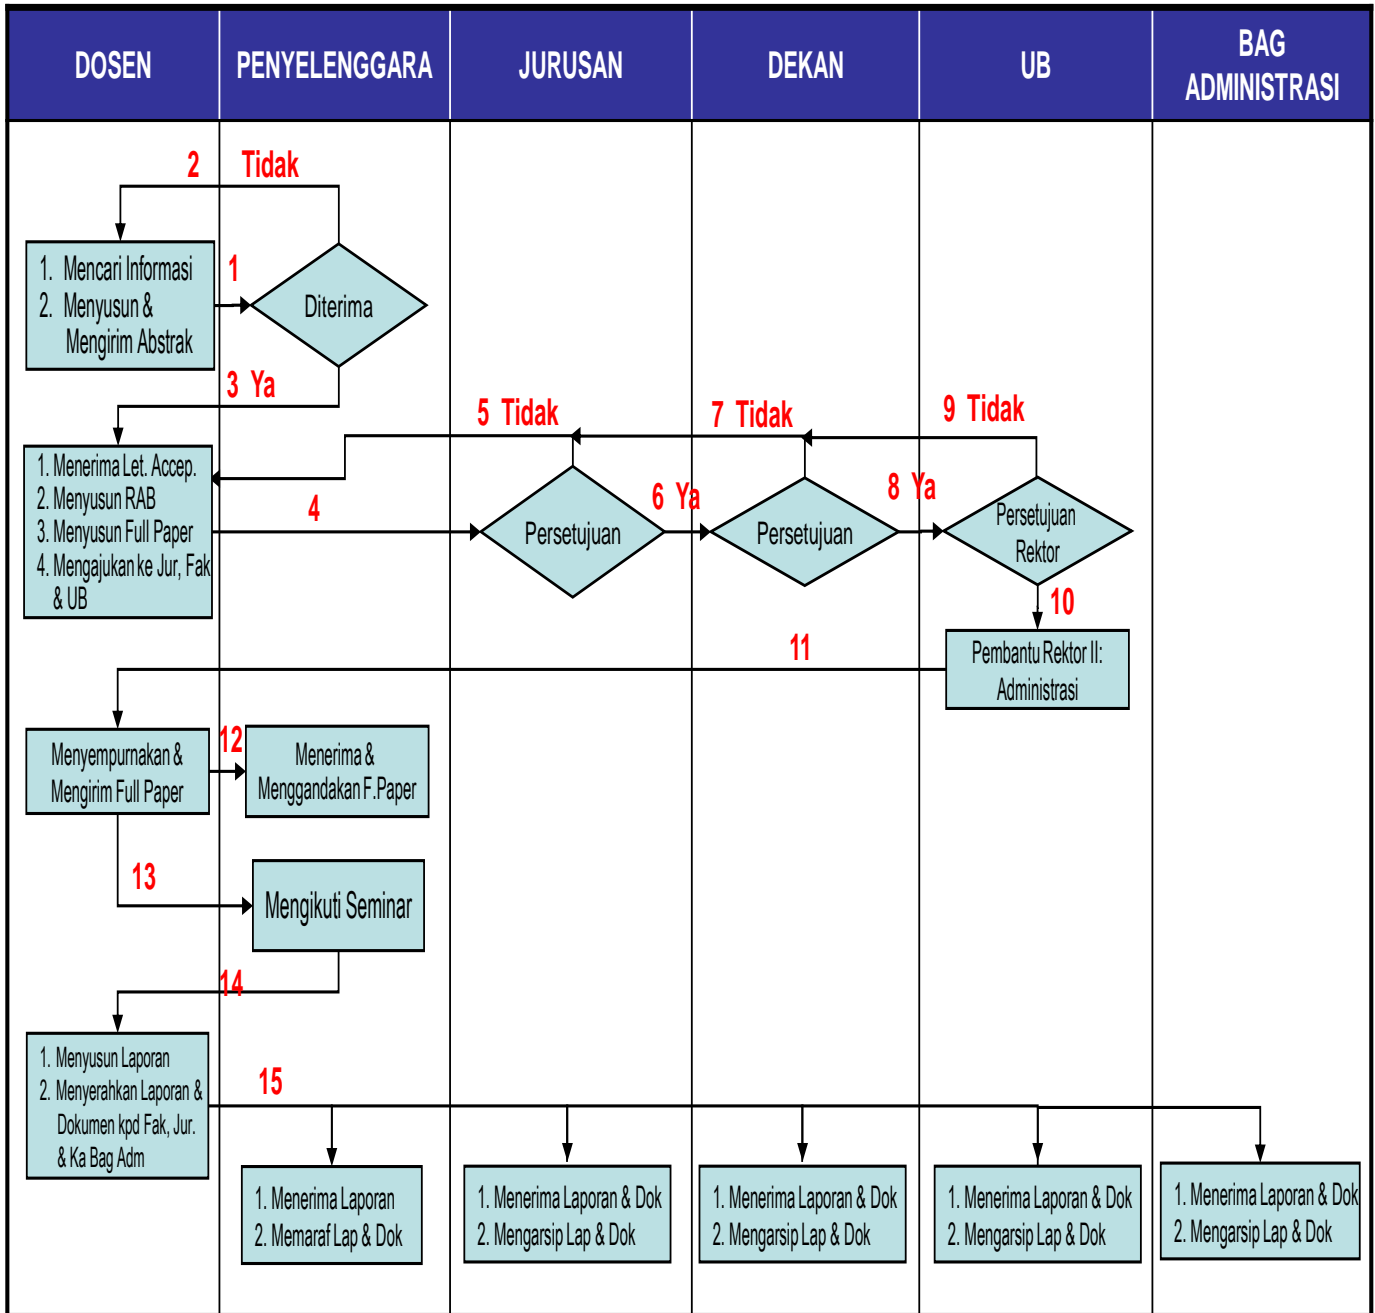 DOSEN
PENYELENGGARA
JURUSAN
DEKAN
UB
BAG
ADMINISTRASI
2 Tidak
1. Mencari Informasi
2. Menyusun &
Mengirim Abstrak
1
Diterima
3 Ya
1. Menerima Let. Accep.
2. Menyusun RAB
3. Menyusun Full Paper
4. Mengajukan ke Jur, Fak
& UB
4
5 Tidak
Persetujuan
6 Ya
7 Tidak
Persetujuan
8 Ya
9 Tidak
Persetujuan
Rektor
10
Pembantu Rektor II:
Administrasi
11
Menyempurnakan &
Mengirim Full Paper
12
Menerima &
Menggandakan F.Paper
13
Mengikuti Seminar
14
1. Menyusun Laporan
2. Menyerahkan Laporan &
Dokumen kpd Fak, Jur.
& Ka Bag Adm
15
1. Menerima Laporan
2. Memaraf Lap & Dok
1. Menerima Laporan & Dok
2. Mengarsip Lap & Dok
1. Menerima Laporan & Dok
2. Mengarsip Lap & Dok
1. Menerima Laporan & Dok
2. Mengarsip Lap & Dok
1. Menerima Laporan & Dok
2. Mengarsip Lap & Dok